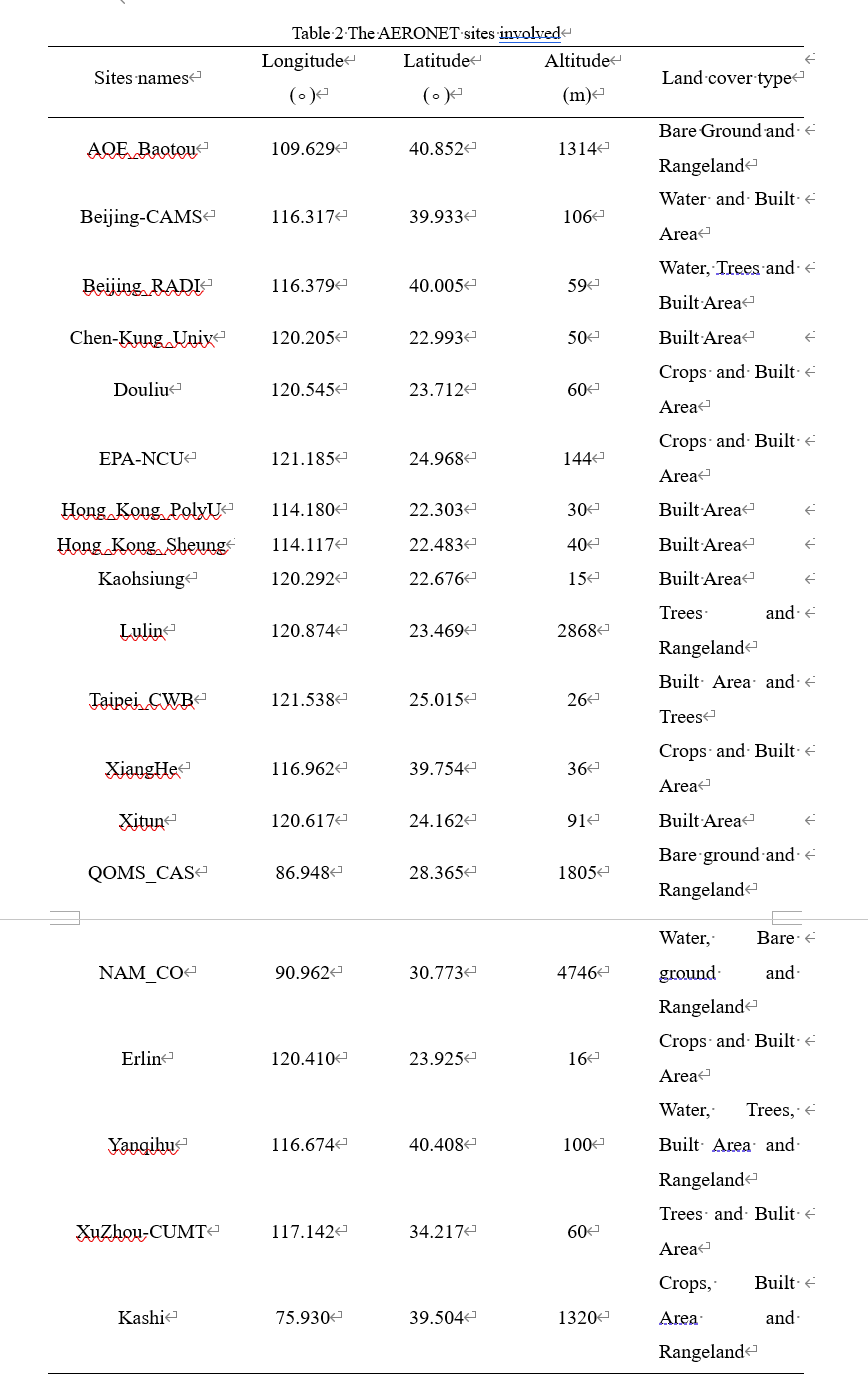 Table 2 The AERONET sites involved
Sites names Longitude (°) Latitude (°) Altitude (m) Land cover type
AOE_Baotou 109.629 40.852 1314 Bare Ground and Rangeland
Beijing-CAMS 116.317 39.933 106 Water and Built Area
Beijing_RADI 116.379 40.005 59 Water, Trees and Built Area
Chen-Kung_Univ 120.205 22.993 50 Built Area
Douliu 120.545 23.712 60 Crops and Built Area
EPA-NCU 121.185 24.968 144 Crops and Built Area
Hong_Kong_PolyU 114.180 22.303 30 Built Area
Hong_Kong_Sheung 114.117 22.483 40 Built Area
Kaohsiung 120.292 22.676 15 Built Area
Lulin 120.874 23.469 2868 Trees and Rangeland
Taipei_CWB 121.538 25.015 26 Built Area and Trees
XiangHe 116.962 39.754 36 Crops and Built Area
Xitun 120.617 24.162 91 Built Area
QOMS_CAS 86.948 28.365 1805 Bare ground and Rangeland
NAM_CO 90.962 30.773 4746 Water, Bare ground and Rangeland
Erlin 120.410 23.925 16 Crops and Built Area
Yanqihu 116.674 40.408 100 Water, Trees, Built Area and Rangeland
XuZhou-CUMT 117.142 34.217 60 Trees and Bulit Area
Kashi 75.930 39.504 1320 Crops, Built Area and Rangeland